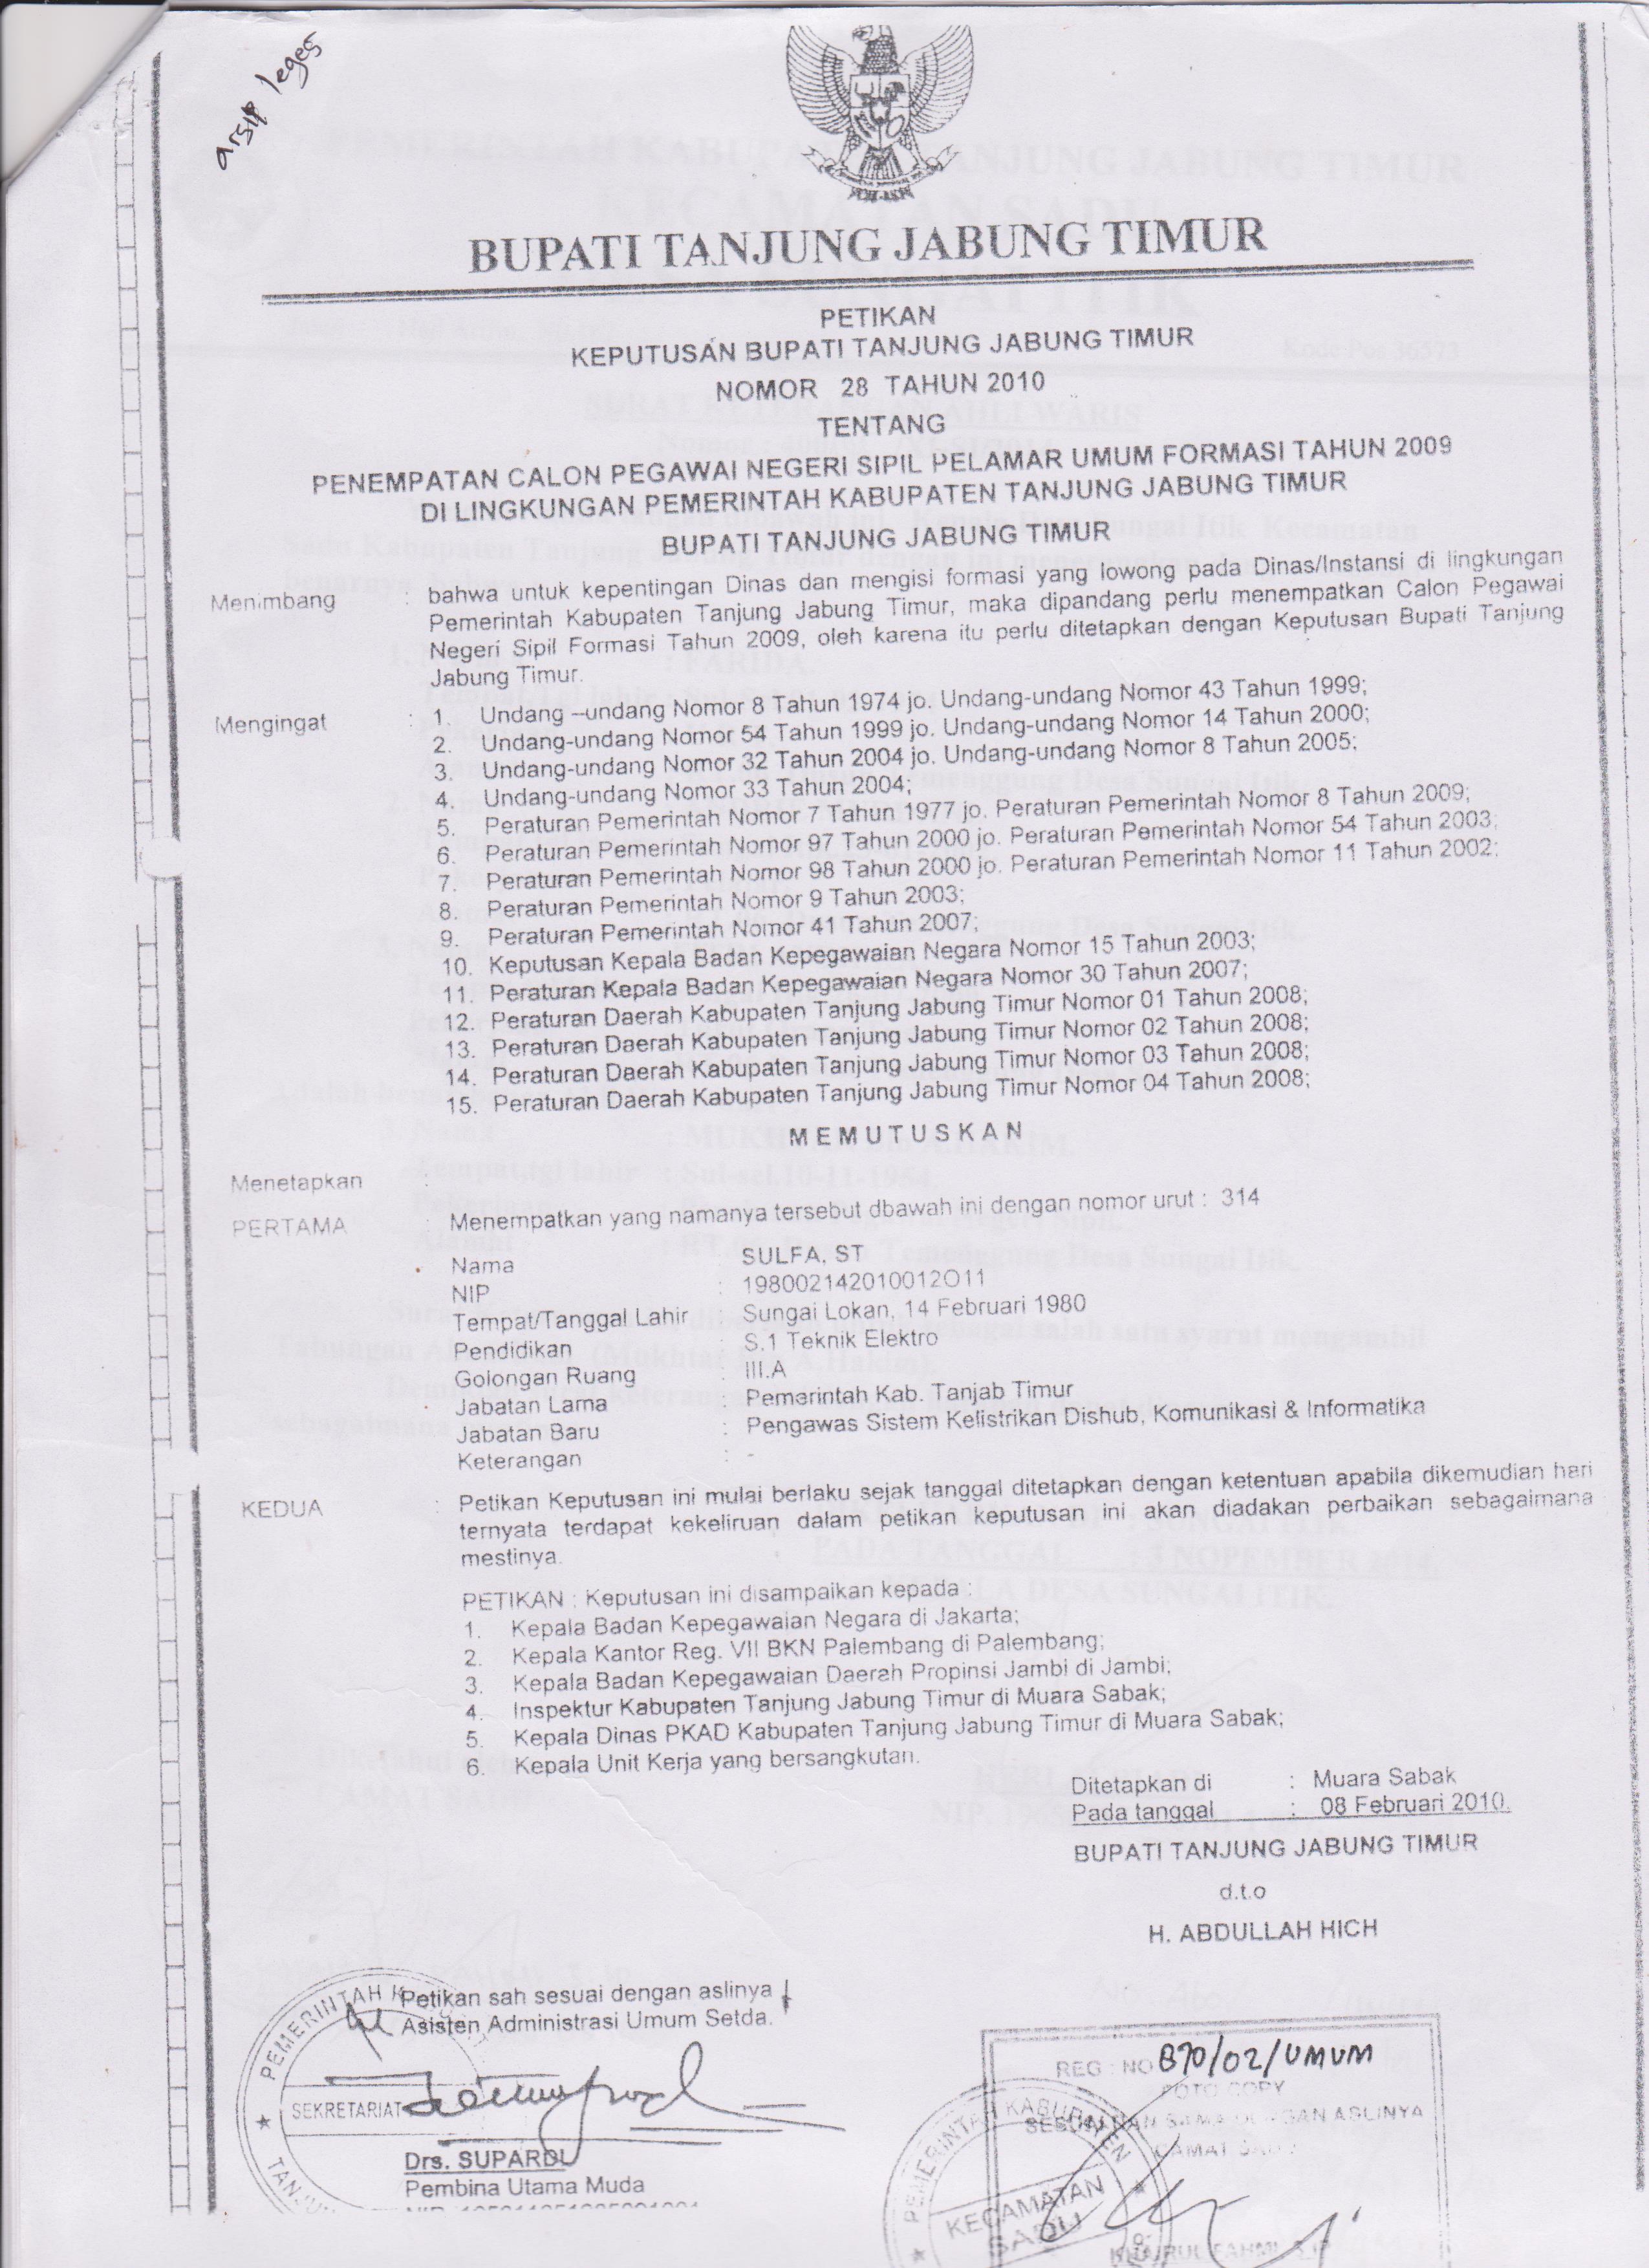 arsip leges
BUPATI TANJUNG JABUNG TIMUR
PETIKAN
KEPUTUSAN BUPATI TANJUNG JABUNG TIMUR
NOMOR 28 TAHUN 2010
TENTANG
PENEMPATAN CALON PEGAWAI NEGERI SIPIL PELAMAR UMUM FORMASI TAHUN 2009
DI LINGKUNGAN PEMERINTAH KABUPATEN TANJUNG JABUNG TIMUR
BUPATI TANJUNG JABUNG TIMUR
Menimbang : bahwa untuk kepentingan Dinas dan mengisi formasi yang lowong pada Dinas/Instansi di lingkungan
Pemerintah Kabupaten Tanjung Jabung Timur, maka dipandang perlu menempatkan Calon Pegawai
Negeri Sipil Formasi Tahun 2009, oleh karena itu perlu ditetapkan dengan Keputusan Bupati Tanjung
Jabung Timur.
Mengingat : 1. Undang –undang Nomor 8 Tahun 1974 jo. Undang-undang Nomor 43 Tahun 1999;
2. Undang-undang Nomor 54 Tahun 1999 jo. Undang-undang Nomor 14 Tahun 2000;
3. Undang-undang Nomor 32 Tahun 2004 jo. Undang-undang Nomor 8 Tahun 2005;
4. Undang-undang Nomor 33 Tahun 2004;
5. Peraturan Pemerintah Nomor 7 Tahun 1977 jo. Peraturan Pemerintah Nomor 8 Tahun 2009;
6. Peraturan Pemerintah Nomor 97 Tahun 2000 jo. Peraturan Pemerintah Nomor 54 Tahun 2003;
7. Peraturan Pemerintah Nomor 98 Tahun 2000 jo. Peraturan Pemerintah Nomor 11 Tahun 2002;
8. Peraturan Pemerintah Nomor 9 Tahun 2003;
9. Peraturan Pemerintah Nomor 41 Tahun 2007;
10. Keputusan Kepala Badan Kepegawaian Negara Nomor 15 Tahun 2003;
11. Peraturan Kepala Badan Kepegawaian Negara Nomor 30 Tahun 2007;
12. Peraturan Daerah Kabupaten Tanjung Jabung Timur Nomor 01 Tahun 2008;
13. Peraturan Daerah Kabupaten Tanjung Jabung Timur Nomor 02 Tahun 2008;
14. Peraturan Daerah Kabupaten Tanjung Jabung Timur Nomor 03 Tahun 2008;
15. Peraturan Daerah Kabupaten Tanjung Jabung Timur Nomor 04 Tahun 2008;
M E M U T U S K A N
Menetapkan :
PERTAMA : Menempatkan yang namanya tersebut dbawah ini dengan nomor urut : 314
Nama SULFA, ST
NIP : 198002142010012O11
Tempat/Tanggal Lahir : Sungai Lokan, 14 Februari 1980
Pendidikan : S.1 Teknik Elektro
Golongan Ruang : III.A
Jabatan Lama : Pemerintah Kab. Tanjab Timur
Jabatan Baru : Pengawas Sistem Kelistrikan Dishub, Komunikasi & Informatika
Keterangan : -
KEDUA : Petikan Keputusan ini mulai berlaku sejak tanggal ditetapkan dengan ketentuan apabila dikemudian hari
ternyata terdapat kekeliruan dalam petikan keputusan ini akan diadakan perbaikan sebagaimana
mestinya.
PETIKAN : Keputusan ini disampaikan kepada :
1. Kepala Badan Kepegawaian Negara di Jakarta;
2. Kepala Kantor Reg. VII BKN Palembang di Palembang;
3. Kepala Badan Kepegawaian Daerah Propinsi Jambi di Jambi;
4. Inspektur Kabupaten Tanjung Jabung Timur di Muara Sabak;
5. Kepala Dinas PKAD Kabupaten Tanjung Jabung Timur di Muara Sabak;
6. Kepala Unit Kerja yang bersangkutan.
Ditetapkan di : Muara Sabak
Pada tanggal : 08 Februari 2010.
BUPATI TANJUNG JABUNG TIMUR
d.t.o
H. ABDULLAH HICH
Petikan sah sesuai dengan aslinya
Asisten Administrasi Umum Setda.
PEMERINTAH
SEKRETARIAT
Drs. SUPARDI
Pembina Utama Muda
REG : NO 870/02/UMUM
FOTO COPY
SESUAI DAN SAMA DENGAN ASLINYA
CAMAT SADU
PEMERINTAH KABUPATEN
KECAMATAN
SADU